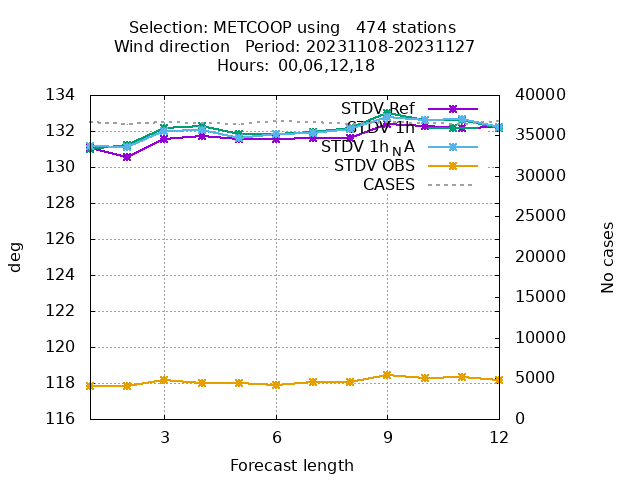 Selection: METCOOP using   474 stations
Wind direction   Period: 20231108-20231127
Hours:  00,06,12,18
134
132
130
128
126
124
122
120
118
116
40000
35000
30000
25000
20000
15000
10000
5000
0
STDV Ref
STDV 1h
STDV 1h_NA
STDV OBS
CASES
deg
No cases
3
6
9
12
Forecast length